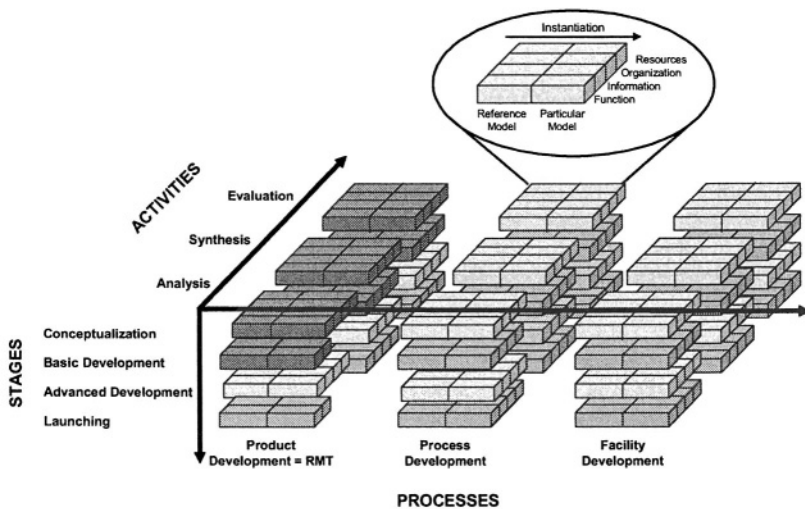 Instantiation
Resources
Organization
Information
Function
Reference
Model
Particular
Model
ACTIVITIES
Evaluation
Synthesis
Analysis
STAGES
Conceptualization
Basic Development
Advanced Development
Launching
Product
Development = RMT
Process
Development
Facility
Development
PROCESSES